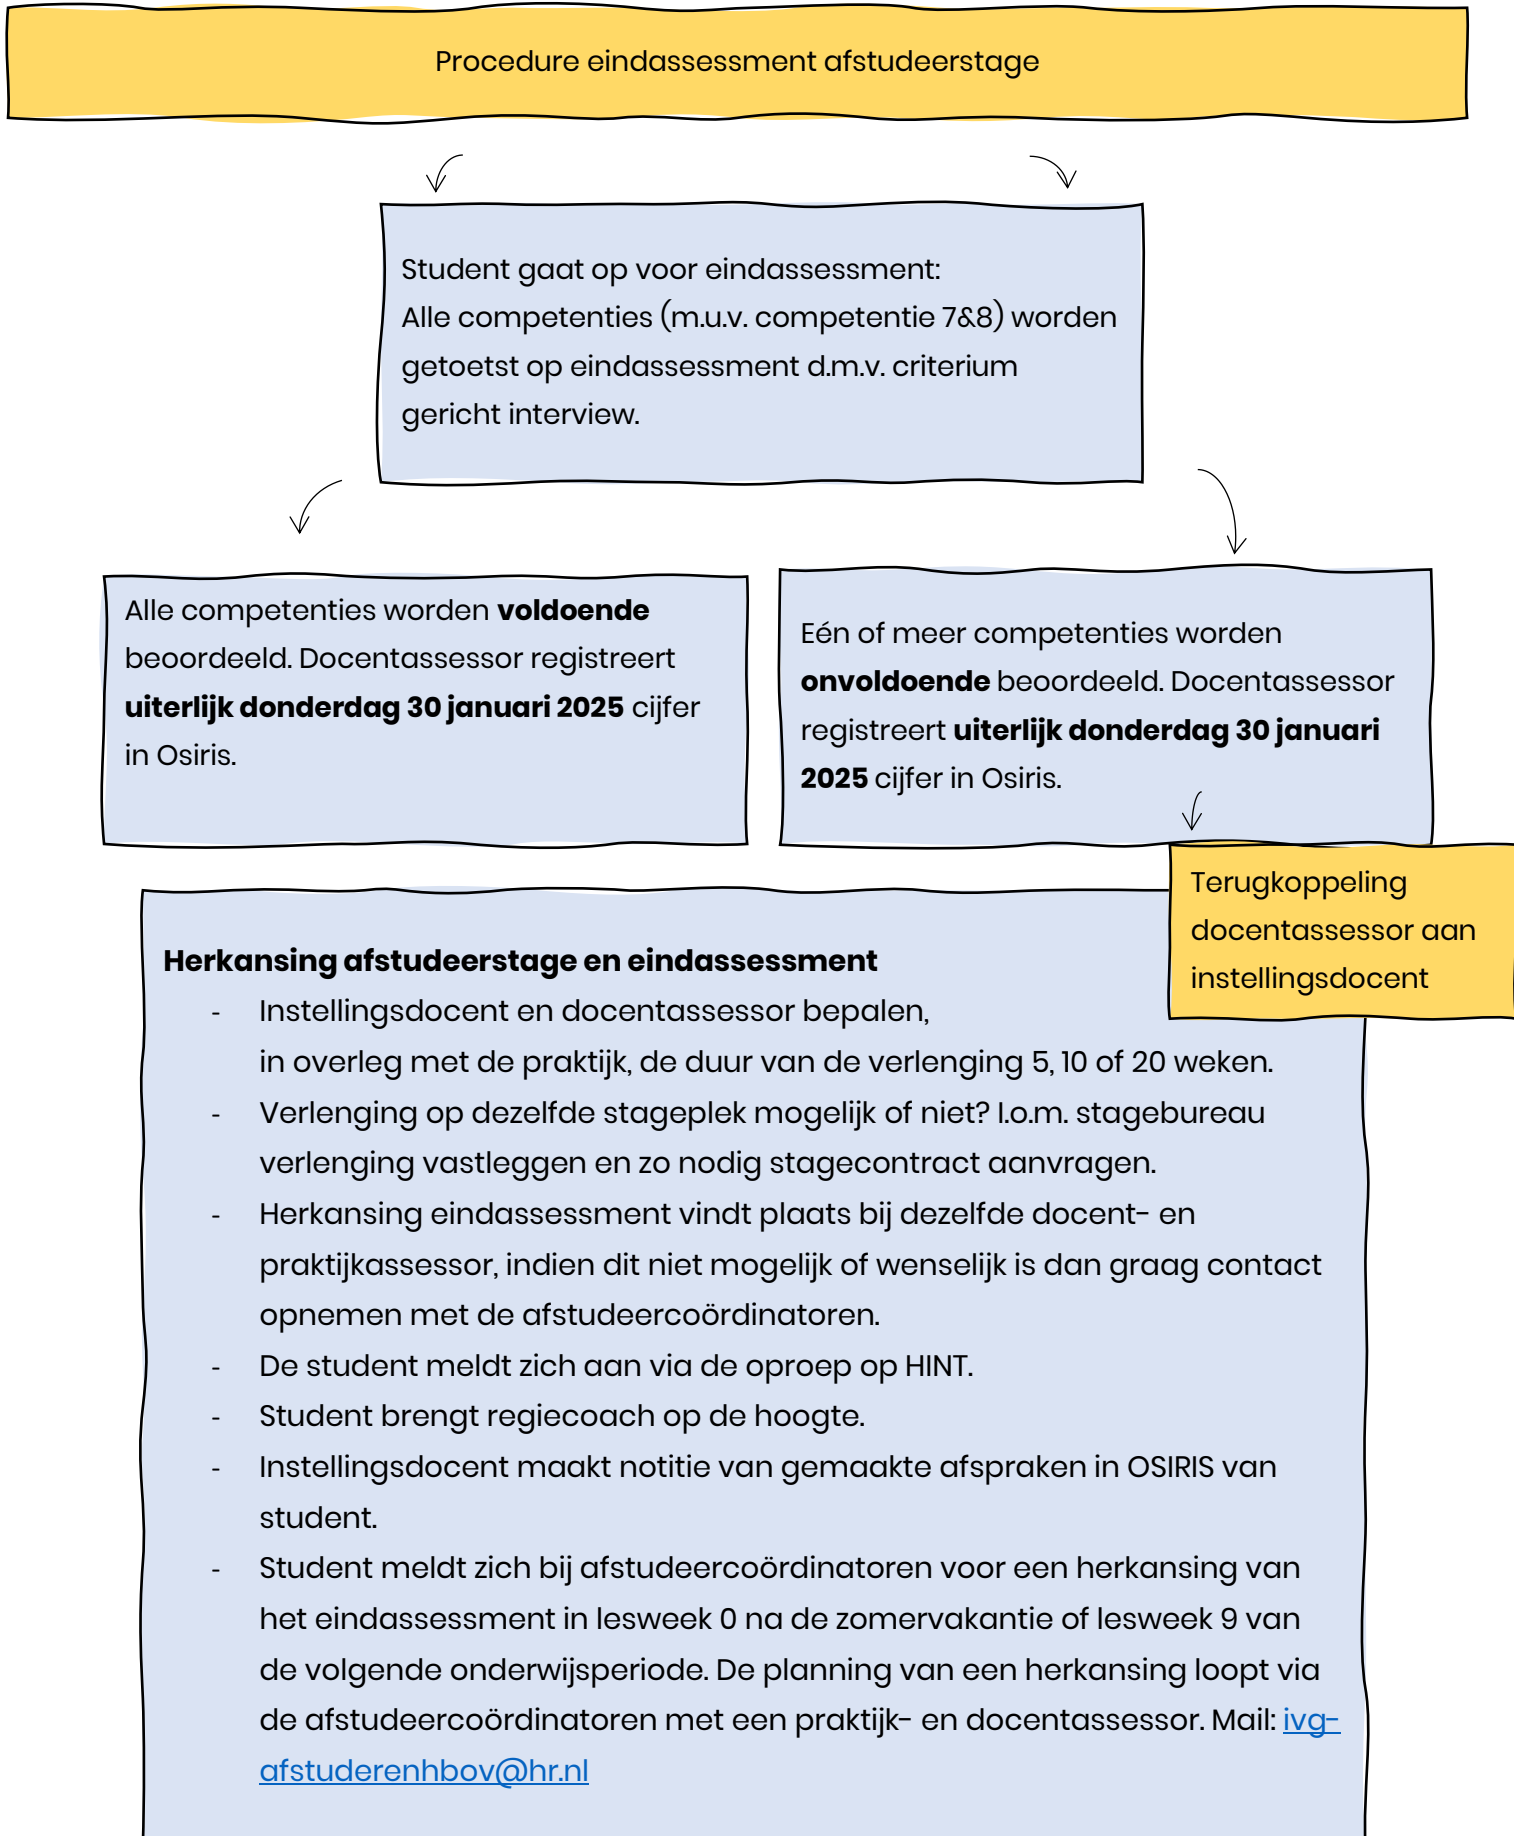 Procedure eindassessment afstudeerstage
Student gaat op voor eindassessment:
Alle competenties (m.u.v. competentie 7&8) worden
getoetst op eindassessment d.m.v. criterium
gericht interview.
Alle competenties worden voldoende
beoordeeld. Docentassessor registreert
uiterlijk donderdag 30 januari 2025 cijfer
in Osiris.
Eén of meer competenties worden
onvoldoende beoordeeld. Docentassessor
registreert uiterlijk donderdag 30 januari
2025 cijfer in Osiris.
Terugkoppeling
docentassessor aan
instellingsdocent
Herkansing afstudeerstage en eindassessment
- Instellingsdocent en docentassessor bepalen,
in overleg met de praktijk, de duur van de verlenging 5, 10 of 20 weken.
- Verlenging op dezelfde stageplek mogelijk of niet? I.o.m. stagebureau
verlenging vastleggen en zo nodig stagecontract aanvragen.
- Herkansing eindassessment vindt plaats bij dezelfde docent- en
praktijkassessor, indien dit niet mogelijk of wenselijk is dan graag contact
opnemen met de afstudeercoördinatoren.
- De student meldt zich aan via de oproep op HINT.
- Student brengt regiecoach op de hoogte.
- Instellingsdocent maakt notitie van gemaakte afspraken in OSIRIS van
student.
- Student meldt zich bij afstudeercoördinatoren voor een herkansing van
het eindassessment in lesweek 0 na de zomervakantie of lesweek 9 van
de volgende onderwijsperiode. De planning van een herkansing loopt via
de afstudeercoördinatoren met een praktijk- en docentassessor. Mail: ivg-
afstuderenhbov@hr.nl